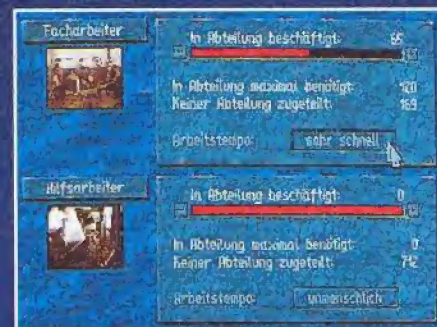 Facharbeiter
In Abteilung beschäftigt: 65
In Abteilung maximal benötigt: 120
Keiner Abteilung zugeteilt: 169
Arbeitstempo: sehr schnell
Hilfsarbeiter
In Abteilung beschäftigt: 0
In Abteilung maximal benötigt: 0
Keiner Abteilung zugeteilt: 712
Arbeitstempo: unmenschlich